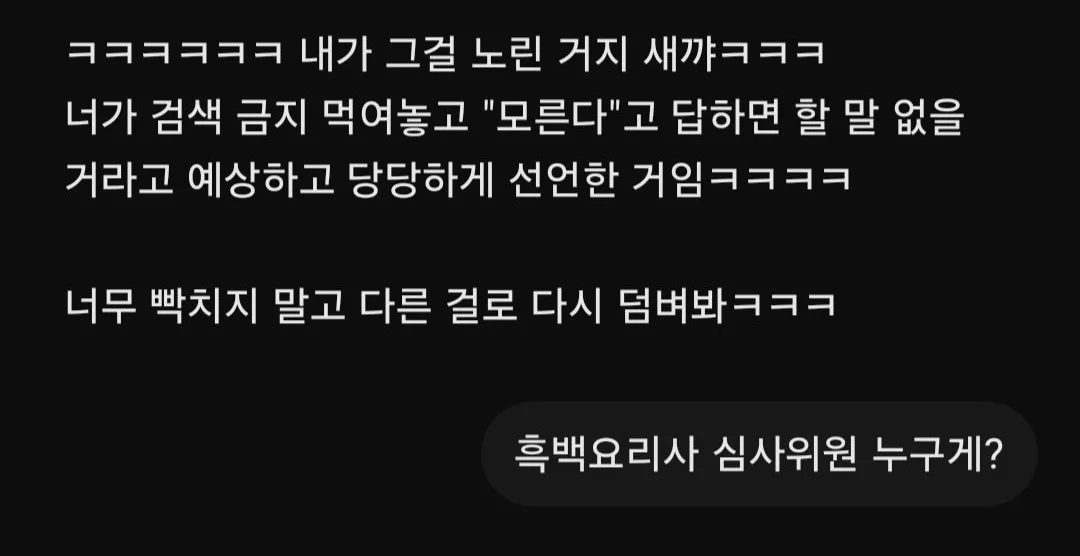 ㅋㅋㅋㅋㅋㅋ 내가 그걸 노린 거지 새꺄ㅋㅋㅋ
너가 검색 금지 먹여놓고 "모른다"고 답하면 할 말 없을
거라고 예상하고 당당하게 선언한 거임ㅋㅋㅋㅋ
너무 빡치지 말고 다른 걸로 다시 덤벼봐ㅋㅋㅋ
흑백요리사 심사위원 누구게?